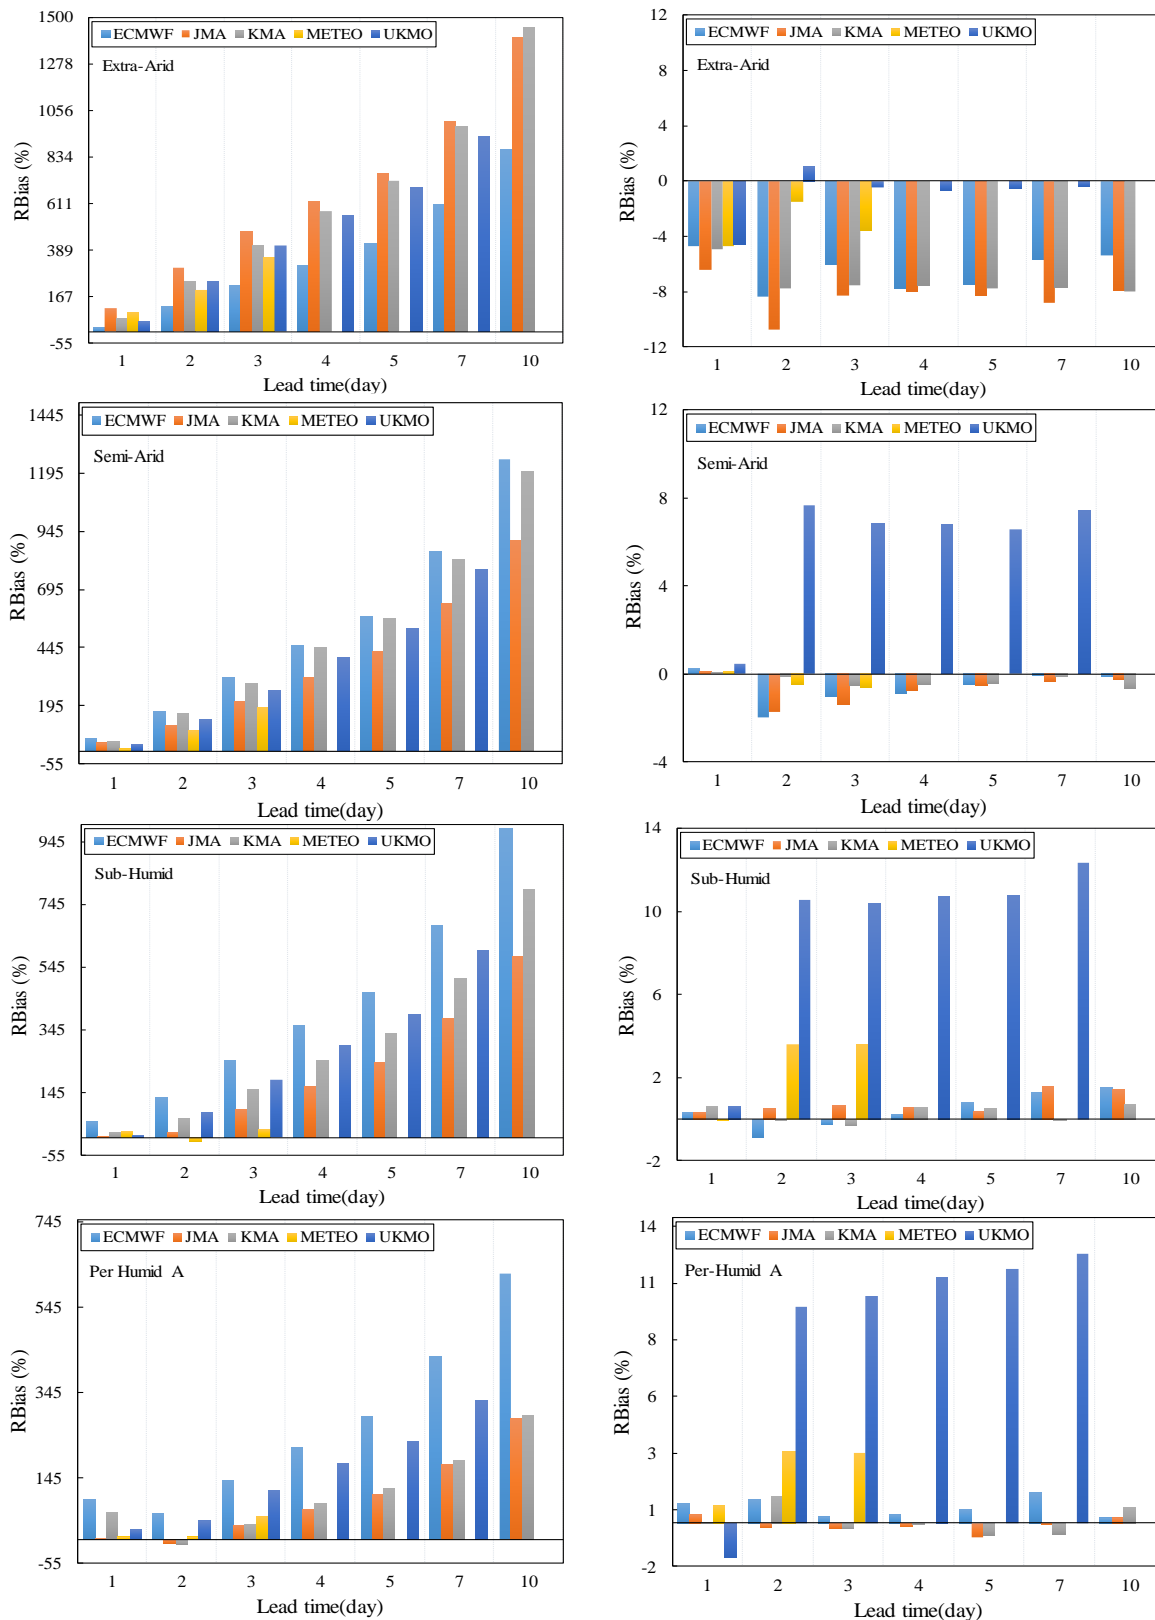 ECMWF JMA KMA METEO UKMO
Extra-Arid
RBias (%)
1500
1278
1056
834
611
389
167
-55
1 2 3 4 5 7 10
Lead time(day)
ECMWF JMA KMA METEO UKMO
Extra-Arid
RBias (%)
12
8
4
0
-4
-8
-12
1 2 3 4 5 7 10
Lead time(day)
ECMWF JMA KMA METEO UKMO
Semi-Arid
RBias (%)
1445
1195
945
695
445
195
-55
1 2 3 4 5 7 10
Lead time(day)
ECMWF JMA KMA METEO UKMO
Semi-Arid
RBias (%)
12
8
4
0
-4
1 2 3 4 5 7 10
Lead time(day)
ECMWF JMA KMA METEO UKMO
Sub-Humid
RBias (%)
945
745
545
345
145
-55
1 2 3 4 5 7 10
Lead time(day)
ECMWF JMA KMA METEO UKMO
Sub-Humid
RBias (%)
14
10
6
2
-2
1 2 3 4 5 7 10
Lead time(day)
ECMWF JMA KMA METEO UKMO
Per Humid A
RBias (%)
745
545
345
145
-55
1 2 3 4 5 7 10
Lead time(day)
ECMWF JMA KMA METEO UKMO
Per-Humid A
RBias (%)
14
11
8
6
3
1
-2
1 2 3 4 5 7 10
Lead time(day)